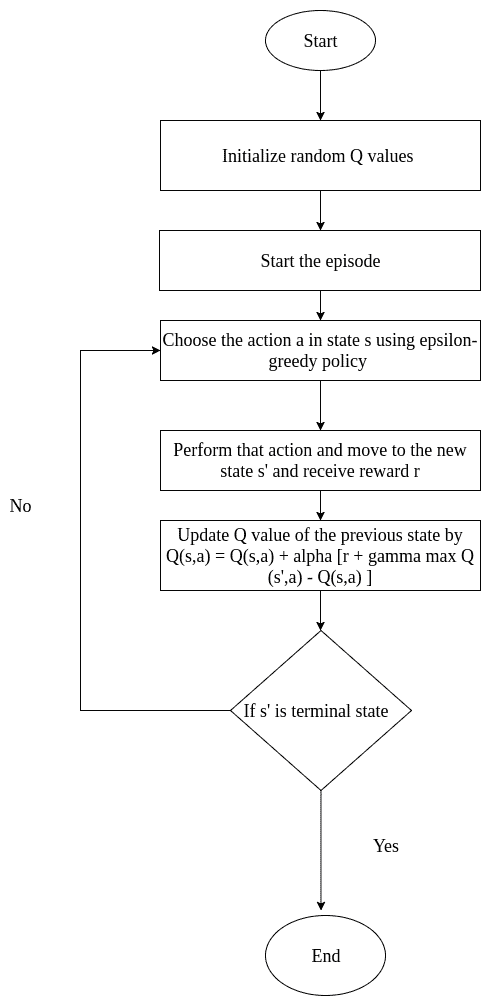 Start
Initialize random Q values
Start the episode
Choose the action a in state s using epsilon-
greedy policy
Perform that action and move to the new
state s' and receive reward r
No
Update Q value of the previous state by
Q(s,a) = Q(s,a) + alpha [r + gamma max Q
(s',a) - Q(s,a) ]
If s' is terminal state
Yes
End